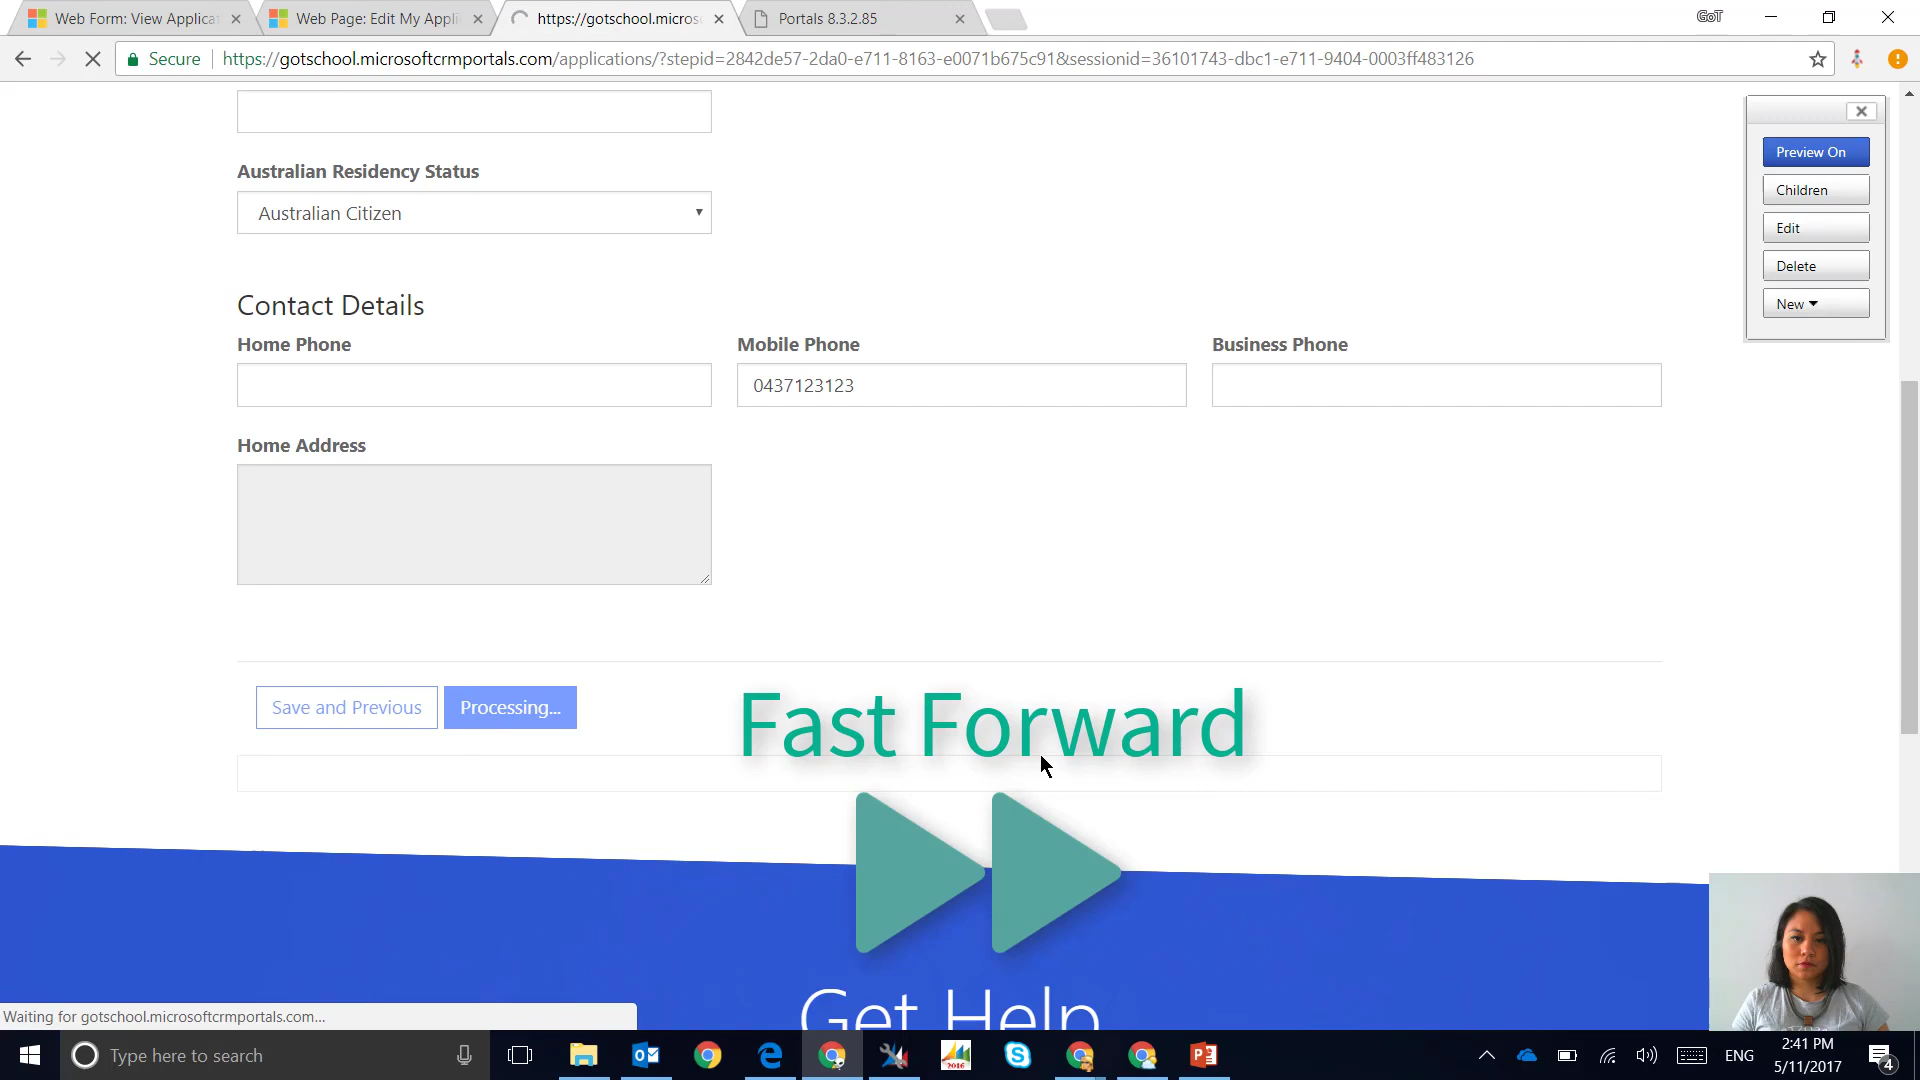 Web Form: View Applica
Web Page: Edit My Appli
https://gotschool.micros
Portals 8.3.2.85
GoT
Secure
https://gotschool.microsoftcrmportals.com/applications/?stepid=2842de57-2da0-e711-8163-e0071b675c91&sessionid=36101743-dbc1-e711-9404-0003ff483126
Preview On
Children
Edit
Delete
New
Australian Residency Status
Australian Citizen
Contact Details
Home Phone
Mobile Phone
Business Phone
0437123123
Home Address
Save and Previous
Processing...
Fast Forward
Get Help
Waiting for gotschool.microsoftcrmportals.com...
Type here to search
2016
ENG
2:41 PM
5/11/2017
4